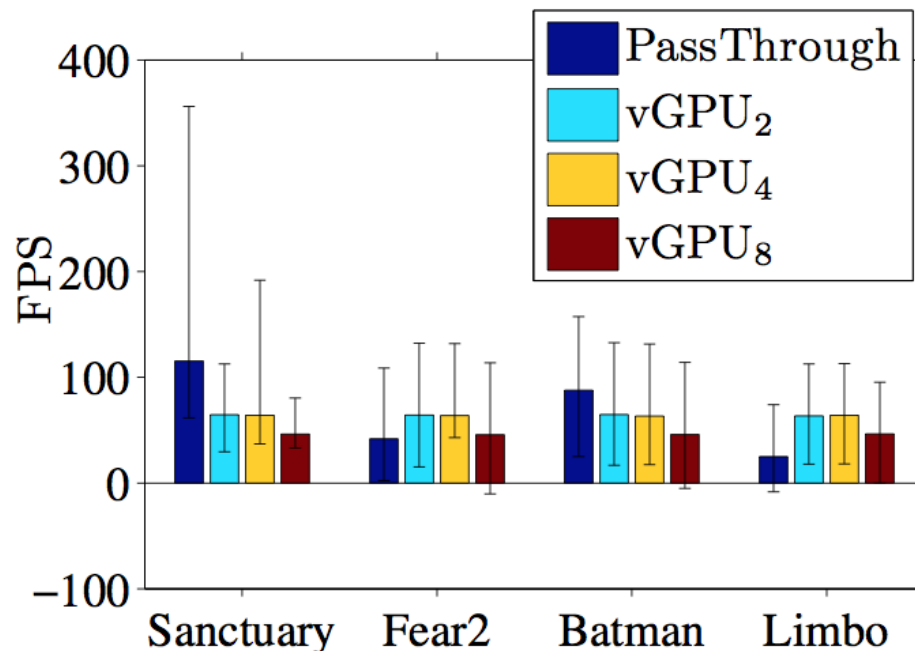 PassThrough
vGPU₂
vGPU₄
vGPU₈
FPS
400
300
200
100
0
−100
Sanctuary Fear2 Batman Limbo